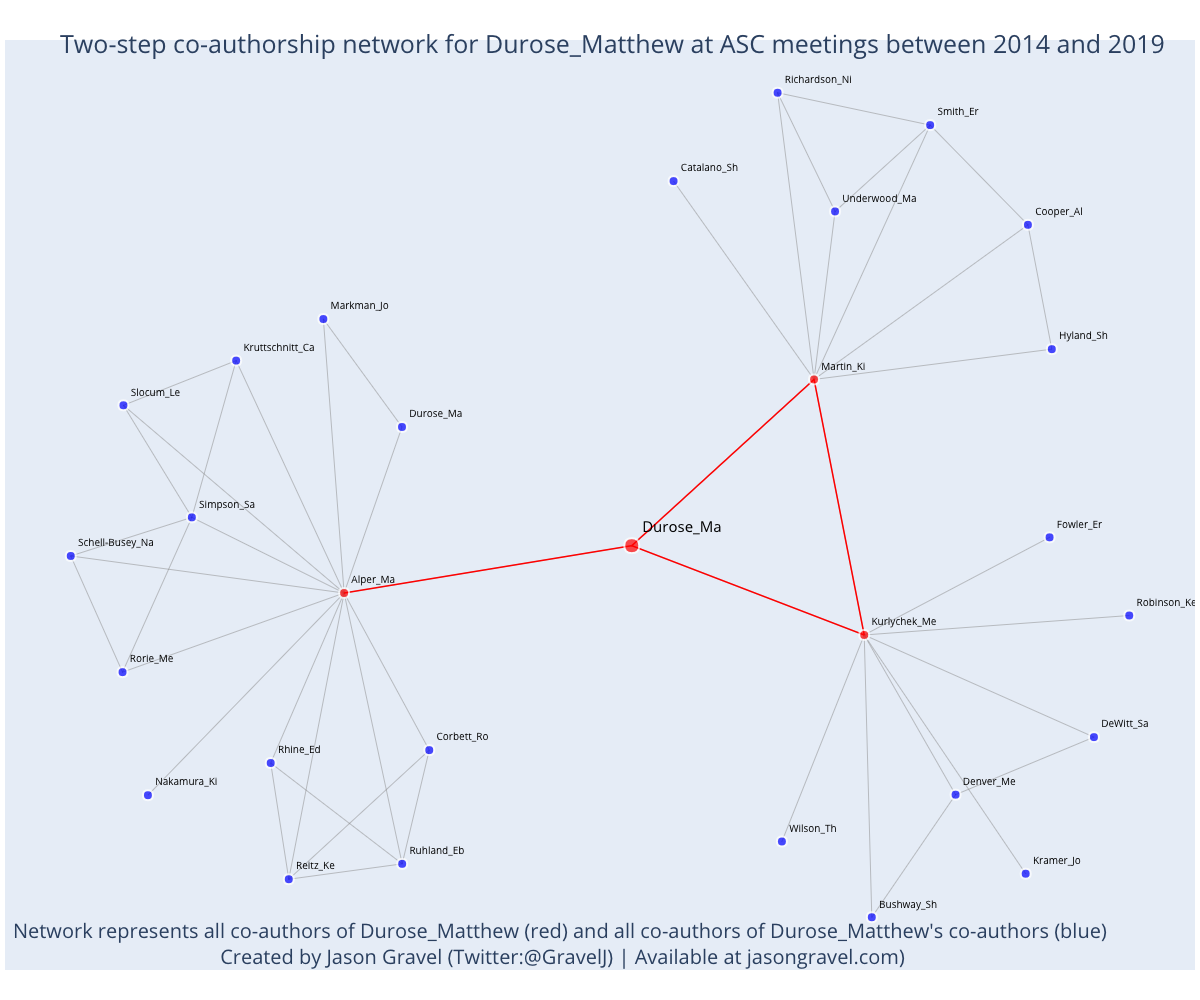 Two-step co-authorship network for Durose_Matthew at ASC meetings between 2014 and 2019
Richardson_Ni
Smith_Er
Catalano_Sh
Underwood_Ma
Cooper_Al
Markman_Jo
Hyland_Sh
Kruttschnitt_Ca
Martin_Ki
Slocum_Le
Durose_Ma
Simpson_Sa
Durose_Ma
Fowler_Er
Schell-Busey_Na
Alper_Ma
Robinson_Ke
Kurlychek_Me
Rorie_Me
DeWitt_Sa
Corbett_Ro
Rhine_Ed
Nakamura_Ki
Denver_Me
Wilson_Th
Ruhland_Eb
Reitz_Ke
Kramer_Jo
Bushway_Sh
Network represents all co-authors of Durose_Matthew (red) and all co-authors of Durose_Matthew's co-authors (blue)
Created by Jason Gravel (Twitter:@GravelJ) | Available at jasongravel.com)